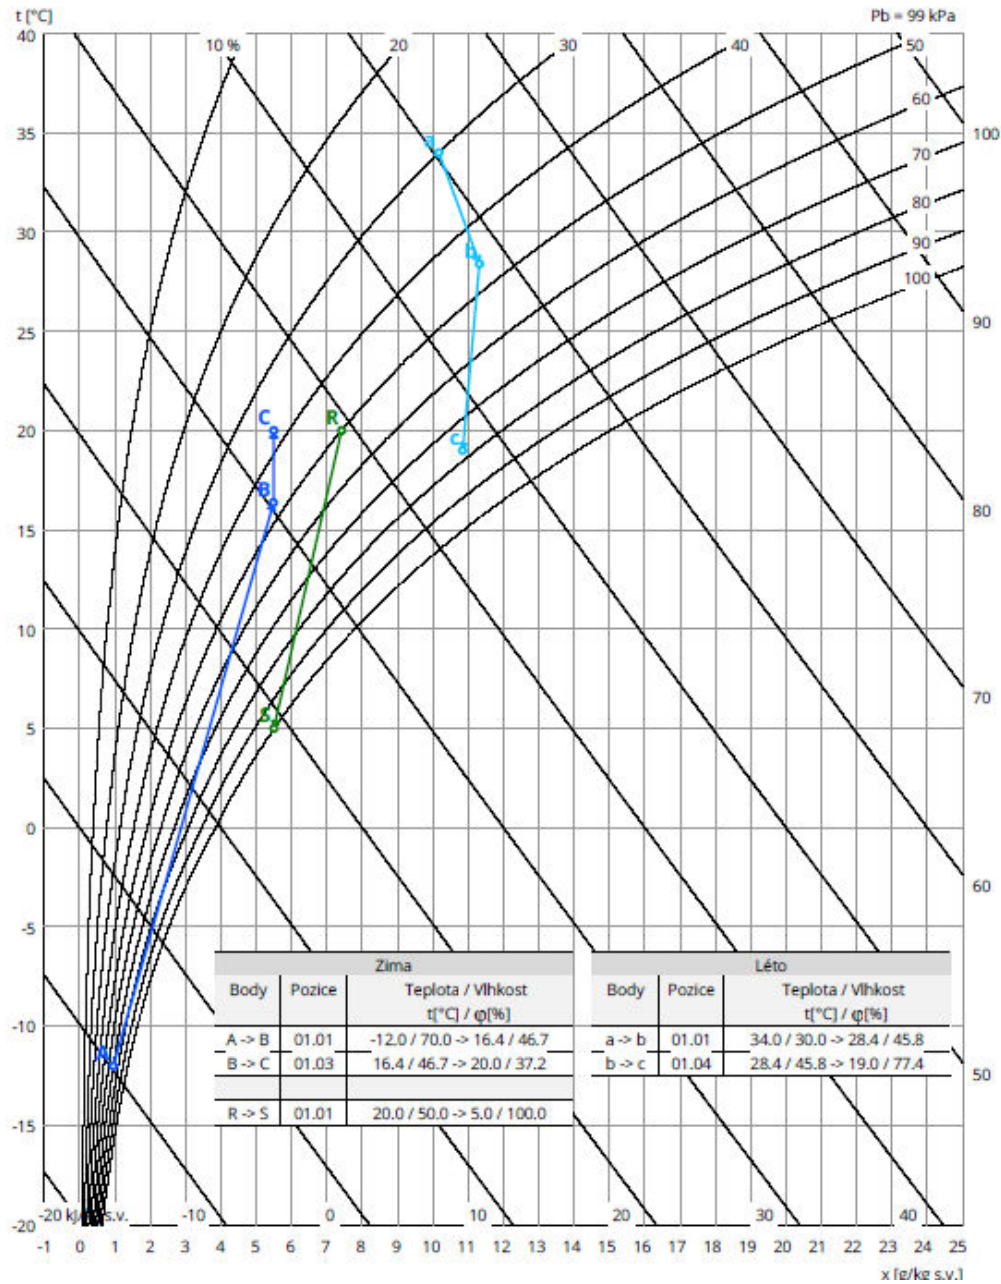 t [°C]
Pb = 99 kPa
40
10 %
20
30
40
50
60
35
a
100
70
80
30
b
90
90
100
25
C
R
c
20
B
80
15
10
70
S
5
0
60
-5
Zima
Léto
Body Pozice Teplota / Vlhkost
t[°C] / φ[%]
A -> B 01.01 -12.0 / 70.0 -> 16.4 / 46.7
B -> C 01.03 16.4 / 46.7 -> 20.0 / 37.2
R -> S 01.01 20.0 / 50.0 -> 5.0 / 100.0
Body Pozice Teplota / Vlhkost
t[°C] / φ[%]
a -> b 01.01 34.0 / 30.0 -> 28.4 / 45.8
b -> c 01.04 28.4 / 45.8 -> 19.0 / 77.4
-10
A
50
-15
-20 -10 0 10 20 30 40
-20
-1 0 1 2 3 4 5 6 7 8 9 10 11 12 13 14 15 16 17 18 19 20 21 22 23 24 25
x [g/kg s.v.]